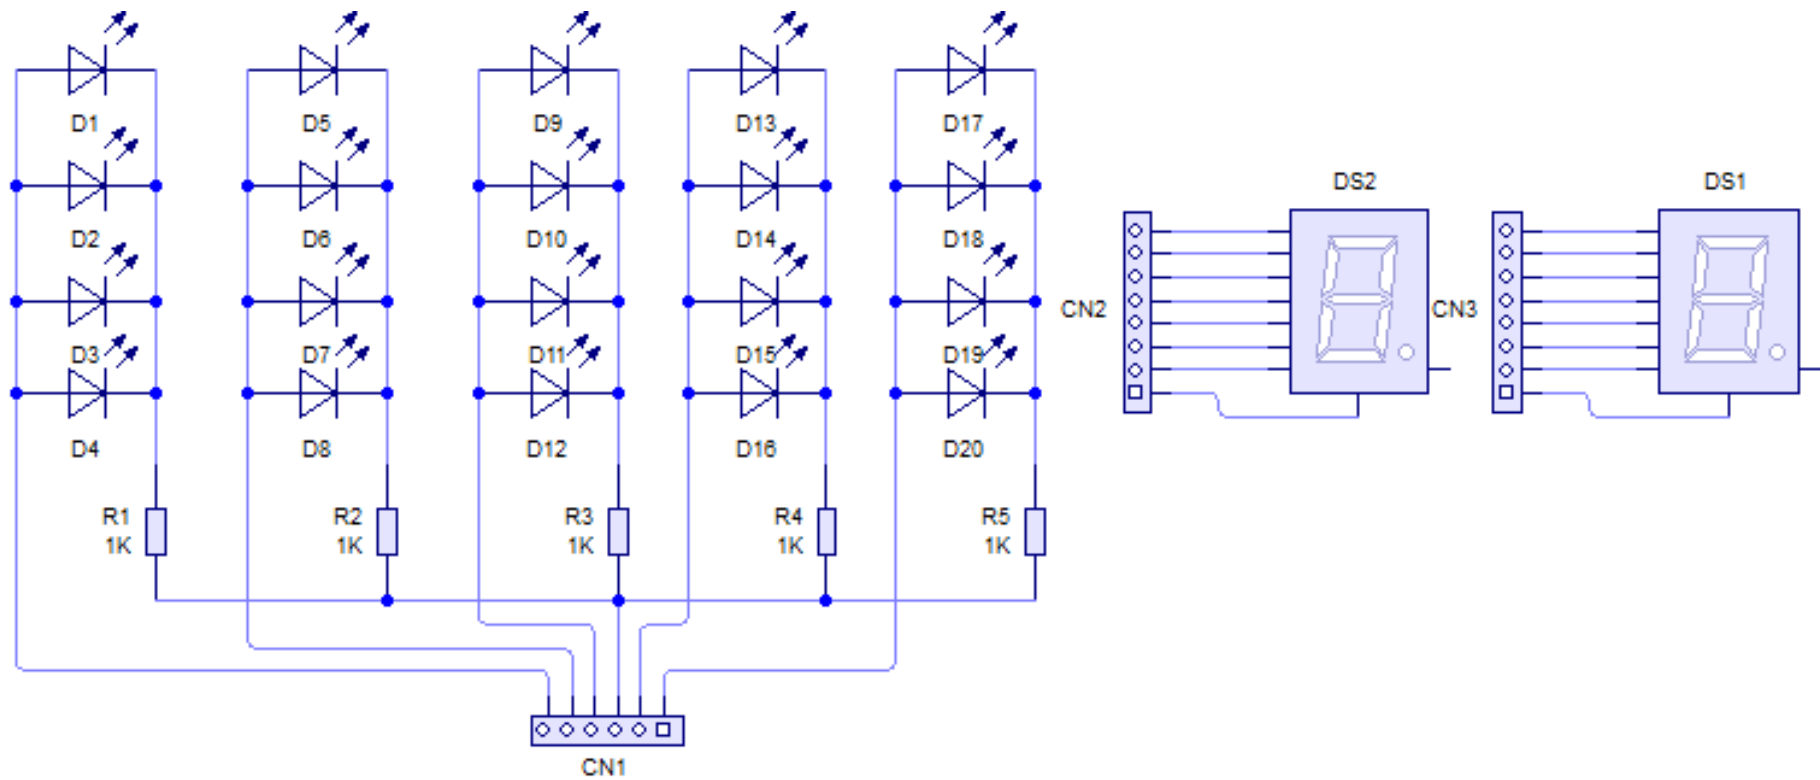 D1 D5 D9 D13 D17
DS2 DS1
D2 D6 D10 D14 D18
CN2 CN3
D3 D7 D11 D15 D19
D4 D8 D12 D16 D20
R1 R2 R3 R4 R5
1K 1K 1K 1K 1K
CN1